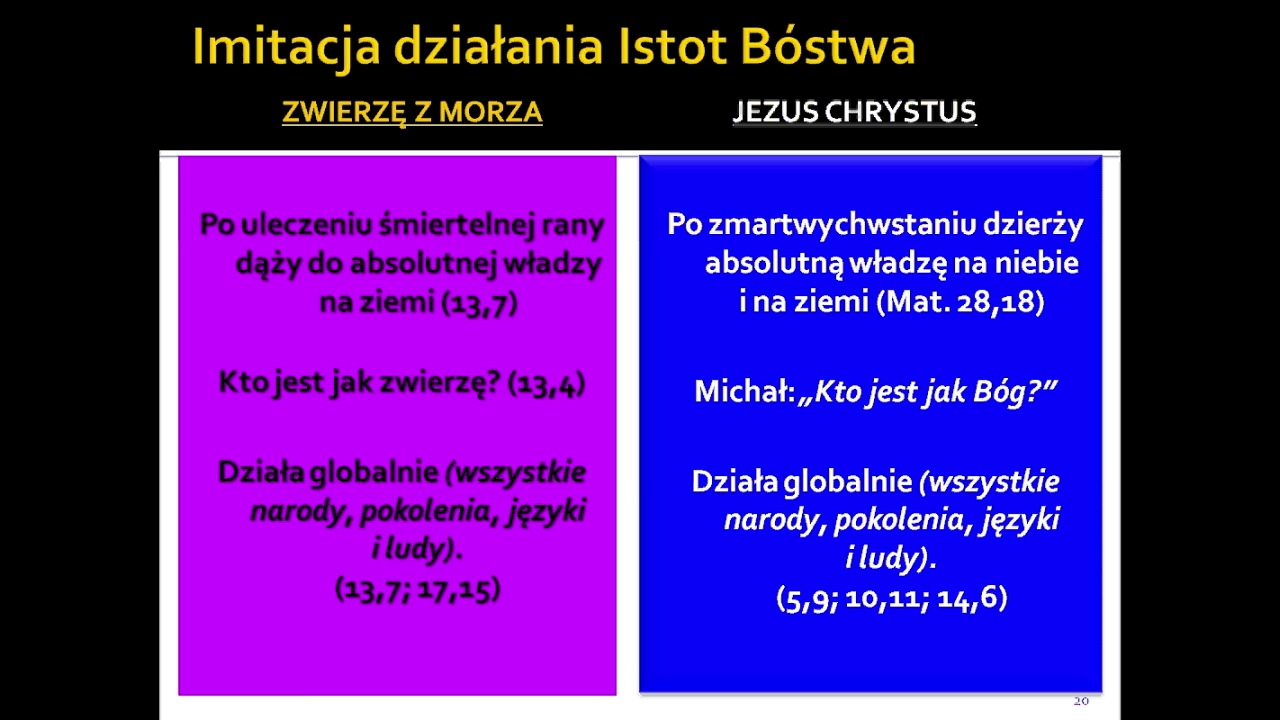 Imitacja działania Istot Bóstwa
ZWIERZĘ Z MORZA
Po uleczeniu śmiertelnej rany
dąży do absolutnej władzy
na ziemi (13,7)
Kto jest jak zwierzę? (13,4)
Działa globalnie (wszystkie
narody, pokolenia, języki
i ludy).
(13,7; 17,15)
JEZUS CHRYSTUS
Po zmartwychwstaniu dzierży
absolutną władzę na niebie
i na ziemi (Mat. 28,18)
Michał: „Kto jest jak Bóg?”
Działa globalnie (wszystkie
narody, pokolenia, języki
i ludy).
(5,9; 10,11; 14,6)
20